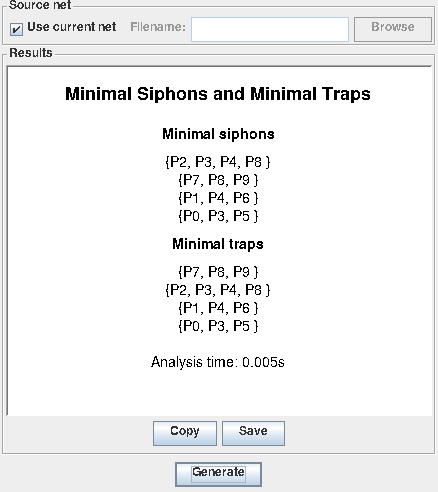 Source net
Use current net Filename: Browse
Results
Minimal Siphons and Minimal Traps
Minimal siphons
{P2, P3, P4, P8 }
{P7, P8, P9 }
{P1, P4, P6 }
{P0, P3, P5 }
Minimal traps
{P7, P8, P9 }
{P2, P3, P4, P8 }
{P1, P4, P6 }
{P0, P3, P5 }
Analysis time: 0.005s
Copy Save
Generate